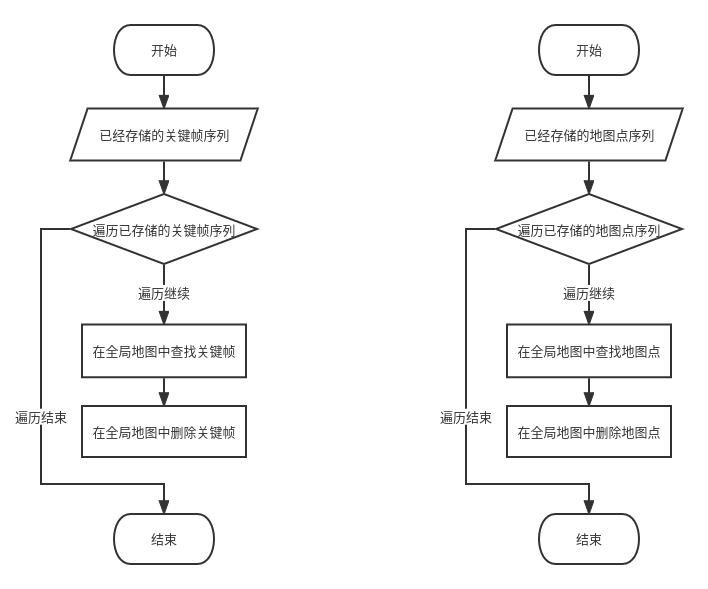 开始
已经存储的关键帧序列
遍历已存储的关键帧序列
遍历继续
在全局地图中查找关键帧
遍历结束
在全局地图中删除关键帧
结束
开始
已经存储的地图点序列
遍历已存储的地图点序列
遍历继续
在全局地图中查找地图点
遍历结束
在全局地图中删除地图点
结束